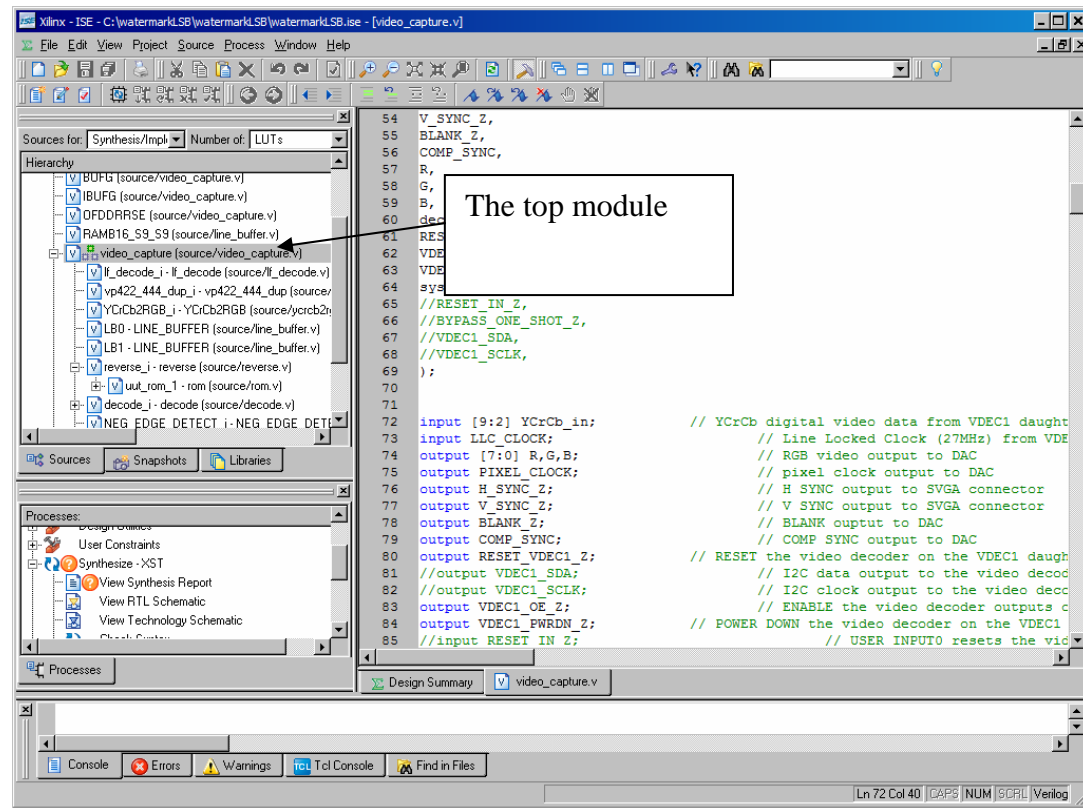 Xilinx - ISE - C:\watermarkLSB\watermarkLSB\watermarkLSB.ise - [video_capture.v]
File Edit View Project Source Process Window Help
Sources for: Synthesis/Impl Number of: LUTs
Hierarchy
BUFG (source/video_capture.v)
IBUFG (source/video_capture.v)
OFDDRRSE (source/video_capture.v)
RAMB16_S9_S9 (source/line_buffer.v)
video_capture (source/video_capture.v)
lf_decode_i - lf_decode (source/lf_decode.v)
vp422_444_dup_i - vp422_444_dup (source/
YCrCb2RGB_i - YCrCb2RGB (source/ycrcb2r
LB0 - LINE_BUFFER (source/line_buffer.v)
LB1 - LINE_BUFFER (source/line_buffer.v)
reverse_i - reverse (source/reverse.v)
uut_rom_1 - rom (source/rom.v)
decode_i - decode (source/decode.v)
NEG_EDGE_DETECT_i - NEG_EDGE_DETE
Sources Snapshots Libraries
Processes:
Design Utilities
User Constraints
Synthesize - XST
View Synthesis Report
View RTL Schematic
View Technology Schematic
Check Syntax
Processes
54 V_SYNC_Z,
55 BLANK_Z,
56 COMP_SYNC,
57 R,
58 G,
59 B,
60 dec
61 RES
62 VDE
63 VDE
64 sys
65 //RESET_IN_Z,
66 //BYPASS_ONE_SHOT_Z,
67 //VDEC1_SDA,
68 //VDEC1_SCLK,
69 );
70
71
72 input [9:2] YCrCb_in; // YCrCb digital video data from VDEC1 daught
73 input LLC_CLOCK; // Line Locked Clock (27MHz) from VDE
74 output [7:0] R,G,B; // RGB video output to DAC
75 output PIXEL_CLOCK; // pixel clock output to DAC
76 output H_SYNC_Z; // H SYNC output to SVGA connector
77 output V_SYNC_Z; // V SYNC output to SVGA connector
78 output BLANK_Z; // BLANK ouptut to DAC
79 output COMP_SYNC; // COMP SYNC output to DAC
80 output RESET_VDEC1_Z; // RESET the video decoder on the VDEC1 daugh
81 //output VDEC1_SDA; // I2C data output to the video decod
82 //output VDEC1_SCLK; // I2C clock output to the video deco
83 output VDEC1_OE_Z; // ENABLE the video decoder outputs o
84 output VDEC1_PWRDN_Z; // POWER DOWN the video decoder on the VDEC1
85 //input RESET_IN_Z; // USER INPUT0 resets the vid
The top module
Design Summary video_capture.v
Console Errors Warnings Tcl Console Find in Files
Ln 72 Col 40 CAPS NUM SCRL Verilog